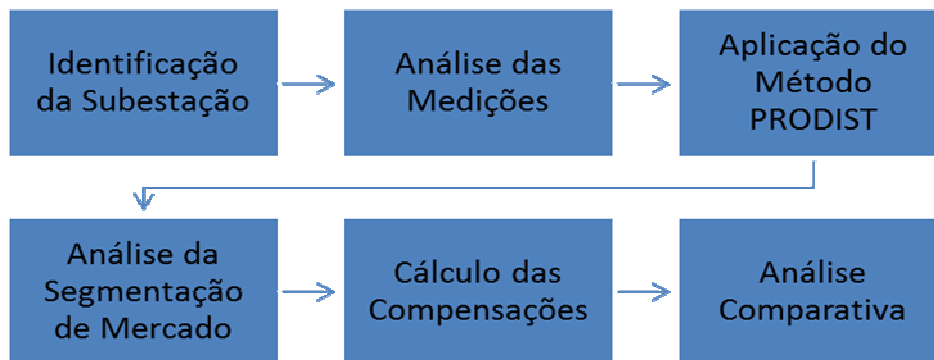 Identificação
da Subestação
Análise das
Medições
Aplicação do
Método
PRODIST
Análise da
Segmentação
de Mercado
Cálculo das
Compensações
Análise
Comparativa